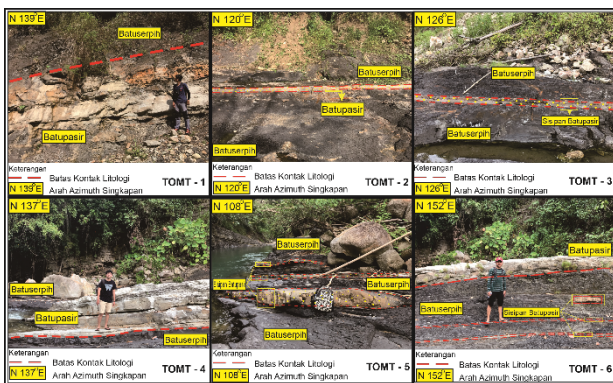 N 139°E
Batuserpih
Batupasir
Keterangan
Batas Kontak Litologi
TOMT - 1
N 139°E
Arah Azimuth Singkapan
N 120°E
Batuserpih
Batupasir
Keterangan
Batas Kontak Litologi
TOMT - 2
N 120°E
Arah Azimuth Singkapan
N 126°E
Batuserpih
Sisipan Batupasir
Batuserpih
Keterangan
Batas Kontak Litologi
TOMT - 3
N 126°E
Arah Azimuth Singkapan
N 137°E
Batuserpih
Batupasir
Batuserpih
Keterangan
Batas Kontak Litologi
TOMT - 4
N 137°E
Arah Azimuth Singkapan
N 108°E
Batuserpih
Batuserpih
Keterangan
Batas Kontak Litologi
TOMT - 5
N 108°E
Arah Azimuth Singkapan
N 152°E
Batupasir
Batuserpih
Sisipan Batupasir
Keterangan
Batas Kontak Litologi
TOMT - 6
N 152°E
Arah Azimuth Singkapan